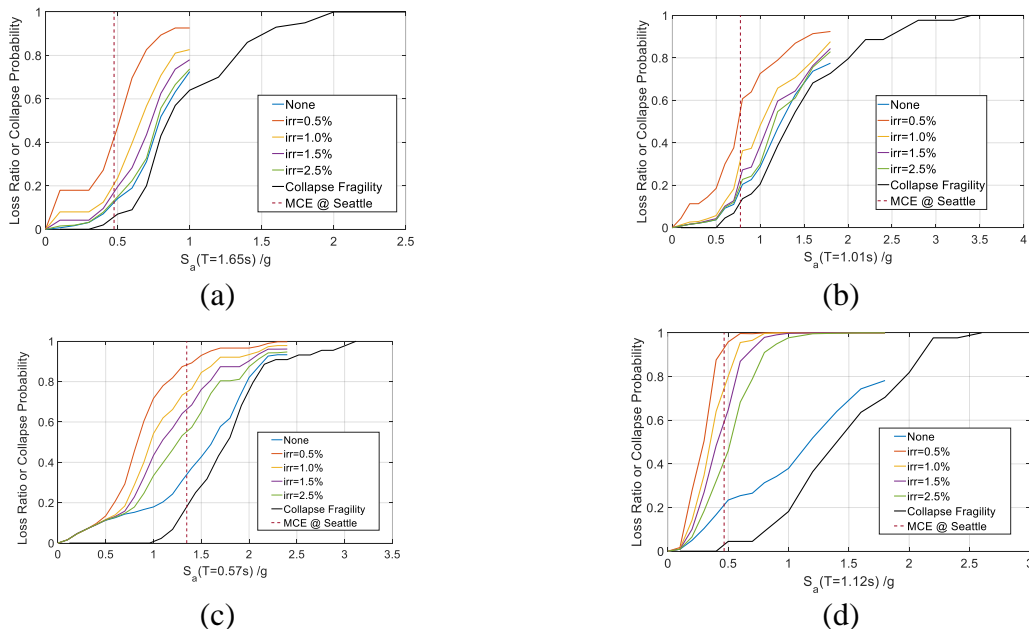 Loss Ratio or Collapse Probability
1
0.8
0.6
0.4
0.2
0
None
irr=0.5%
irr=1.0%
irr=1.5%
irr=2.5%
Collapse Fragility
MCE @ Seattle
0 0.5 1 1.5 2 2.5
Sa(T=1.65s) /g
(a)
Loss Ratio or Collapse Probability
1
0.8
0.6
0.4
0.2
0
None
irr=0.5%
irr=1.0%
irr=1.5%
irr=2.5%
Collapse Fragility
MCE @ Seattle
0 1 2 3 4
Sa(T=1.01s) /g
(b)
Loss Ratio or Collapse Probability
1
0.8
0.6
0.4
0.2
0
None
irr=0.5%
irr=1.0%
irr=1.5%
irr=2.5%
Collapse Fragility
MCE @ Seattle
0 0.5 1 1.5 2 2.5 3 3.5
Sa(T=0.57s) /g
(c)
Loss Ratio or Collapse Probability
1
0.8
0.6
0.4
0.2
0
None
irr=0.5%
irr=1.0%
irr=1.5%
irr=2.5%
Collapse Fragility
MCE @ Seattle
0 0.5 1 1.5 2 2.5 3
Sa(T=1.12s) /g
(d)